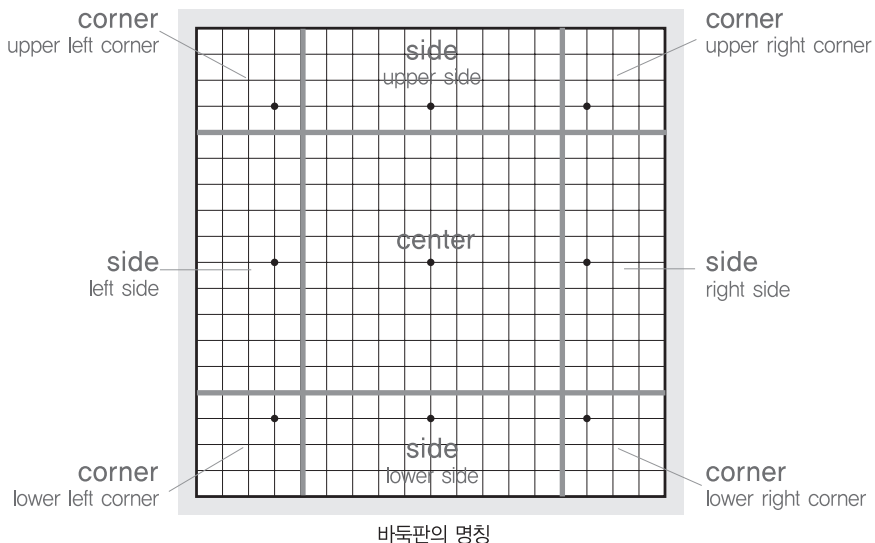 corner
upper left corner
side
upper side
corner
upper right corner
side
left side
center
side
right side
corner
lower left corner
side
lower side
corner
lower right corner
바둑판의 명칭